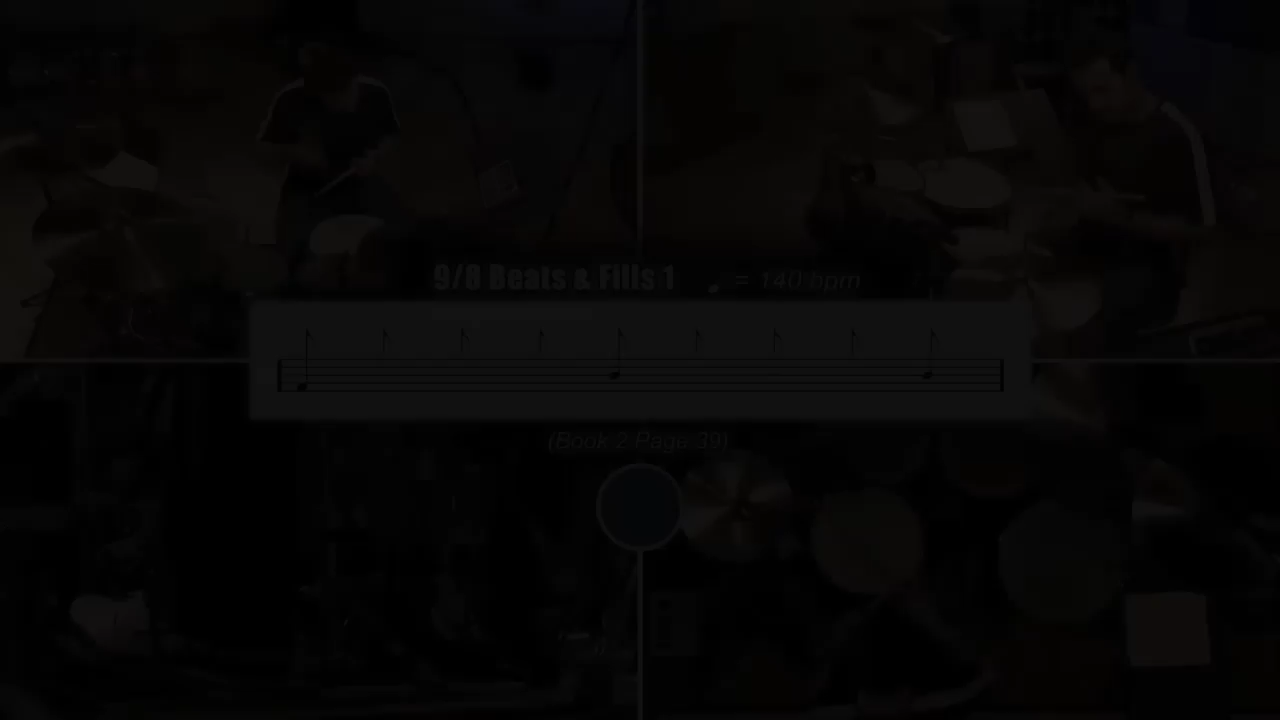 9/8 Beats & Fills 1 ♩. = 140 bpm
(Book 2 Page 39)